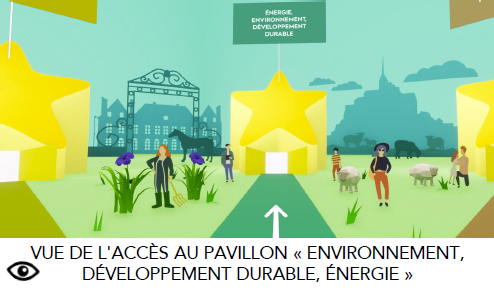 ÉNERGIE,
ENVIRONNEMENT,
DÉVELOPPEMENT
DURABLE
VUE DE L'ACCÈS AU PAVILLON « ENVIRONNEMENT,
DÉVELOPPEMENT DURABLE, ÉNERGIE »